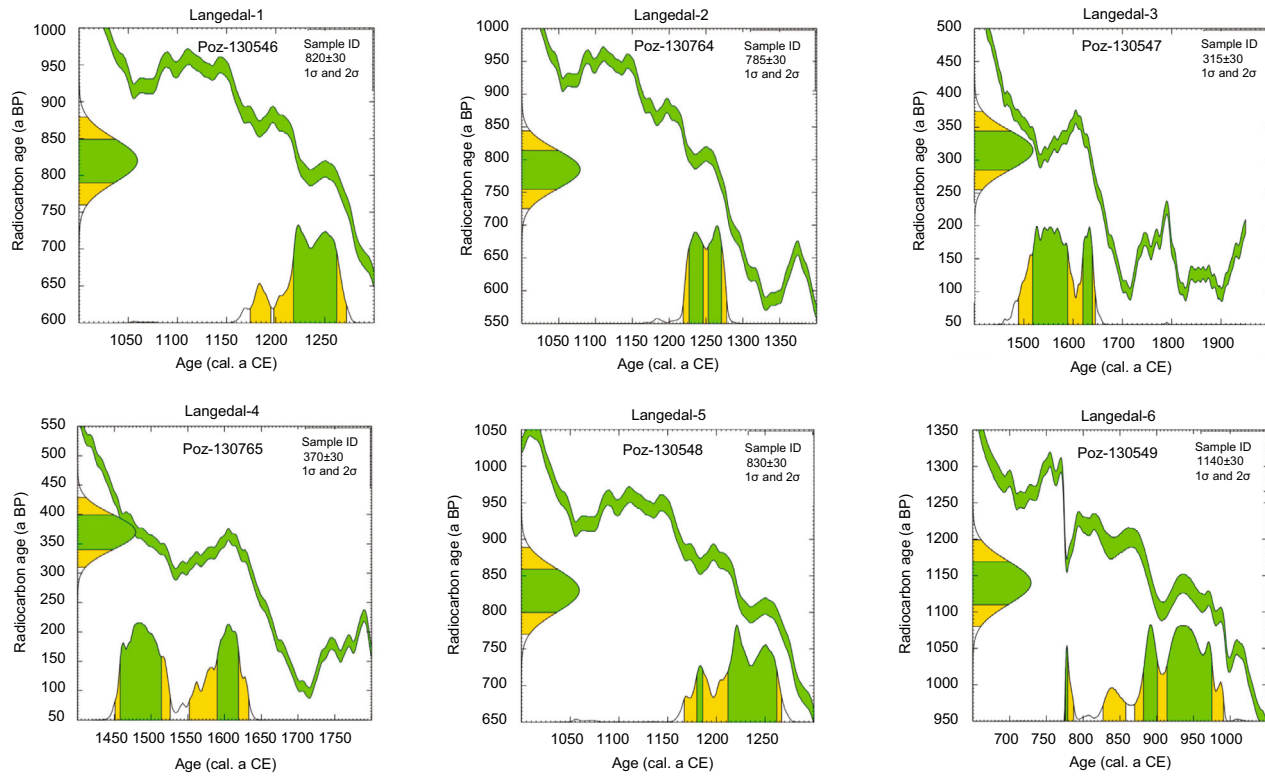 Langedal-1
Poz-130546
Sample ID
820±30
1σ and 2σ
Radiocarbon age (a BP)
1000
950
900
850
800
750
700
650
600
1050 1100 1150 1200 1250
Age (cal. a CE)
Langedal-2
Poz-130764
Sample ID
785±30
1σ and 2σ
Radiocarbon age (a BP)
1000
950
900
850
800
750
700
650
600
550
1050 1100 1150 1200 1250 1300 1350
Age (cal. a CE)
Langedal-3
Poz-130547
Sample ID
315±30
1σ and 2σ
Radiocarbon age (a BP)
500
450
400
350
300
250
200
150
100
50
1500 1600 1700 1800 1900
Age (cal. a CE)
Langedal-4
Poz-130765
Sample ID
370±30
1σ and 2σ
Radiocarbon age (a BP)
550
500
450
400
350
300
250
200
150
100
50
1450 1500 1550 1600 1650 1700 1750
Age (cal. a CE)
Langedal-5
Poz-130548
Sample ID
830±30
1σ and 2σ
Radiocarbon age (a BP)
1050
1000
950
900
850
800
750
700
650
1050 1100 1150 1200 1250
Age (cal. a CE)
Langedal-6
Poz-130549
Sample ID
1140±30
1σ and 2σ
Radiocarbon age (a BP)
1350
1300
1250
1200
1150
1100
1050
1000
950
700 750 800 850 900 950 1000
Age (cal. a CE)